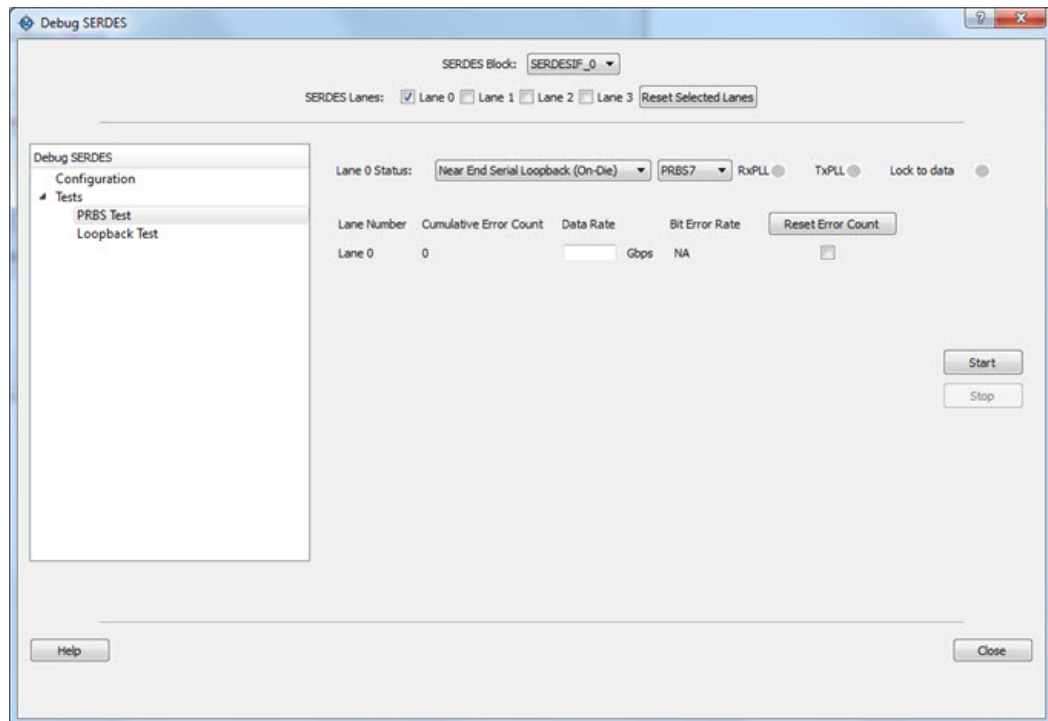 Debug SERDES
SERDES Block: SERDESIF_0
SERDES Lanes: Lane 0 Lane 1 Lane 2 Lane 3 Reset Selected Lanes
Debug SERDES
Configuration
Tests
PRBS Test
Loopback Test
Lane 0 Status: Near End Serial Loopback (On-Die) PRBS7 RxPLL TxPLL Lock to data
Lane Number Cumulative Error Count Data Rate Bit Error Rate Reset Error Count
Lane 0 0 Gbps NA
Start
Stop
Help Close